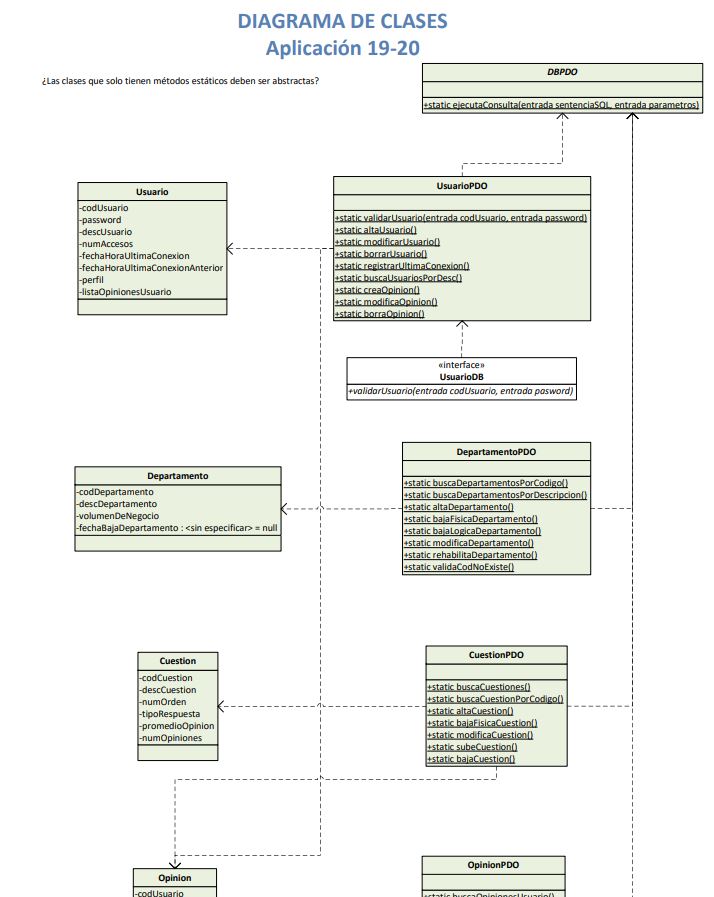 DIAGRAMA DE CLASES
Aplicación 19-20
¿Las clases que solo tienen métodos estáticos deben ser abstractas?
DBPDO
+static ejecutaConsulta(entrada sentenciaSQL, entrada parametros)
Usuario
-codUsuario
-password
-descUsuario
-numAccesos
-fechaHoraUltimaConexion
-fechaHoraUltimaConexionAnterior
-perfil
-listaOpinionesUsuario
UsuarioPDO
+static validarUsuario(entrada codUsuario, entrada password)
+static altaUsuario()
+static modificarUsuario()
+static borrarUsuario()
+static registrarUltimaConexion()
+static buscaUsuariosPorDesc()
+static creaOpinion()
+static modificaOpinion()
+static borraOpinion()
«interface»
UsuarioDB
+validarUsuario(entrada codUsuario, entrada pasword)
Departamento
-codDepartamento
-descDepartamento
-volumenDeNegocio
-fechaBajaDepartamento : <sin especificar> = null
DepartamentoPDO
+static buscaDepartamentosPorCodigo()
+static buscaDepartamentosPorDescripcion()
+static altaDepartamento()
+static bajaFisicaDepartamento()
+static bajaLogicaDepartamento()
+static modificaDepartamento()
+static rehabilitaDepartamento()
+static validaCodNoExiste()
Cuestion
-codCuestion
-descCuestion
-numOrden
-tipoRespuesta
-promedioOpinion
-numOpiniones
CuestionPDO
+static buscaCuestiones()
+static buscaCuestionPorCodigo()
+static altaCuestion()
+static bajaFisicaCuestion()
+static modificaCuestion()
+static subeCuestion()
+static bajaCuestion()
Opinion
-codUsuario
OpinionPDO
+static buscaOpinionesUsuario()